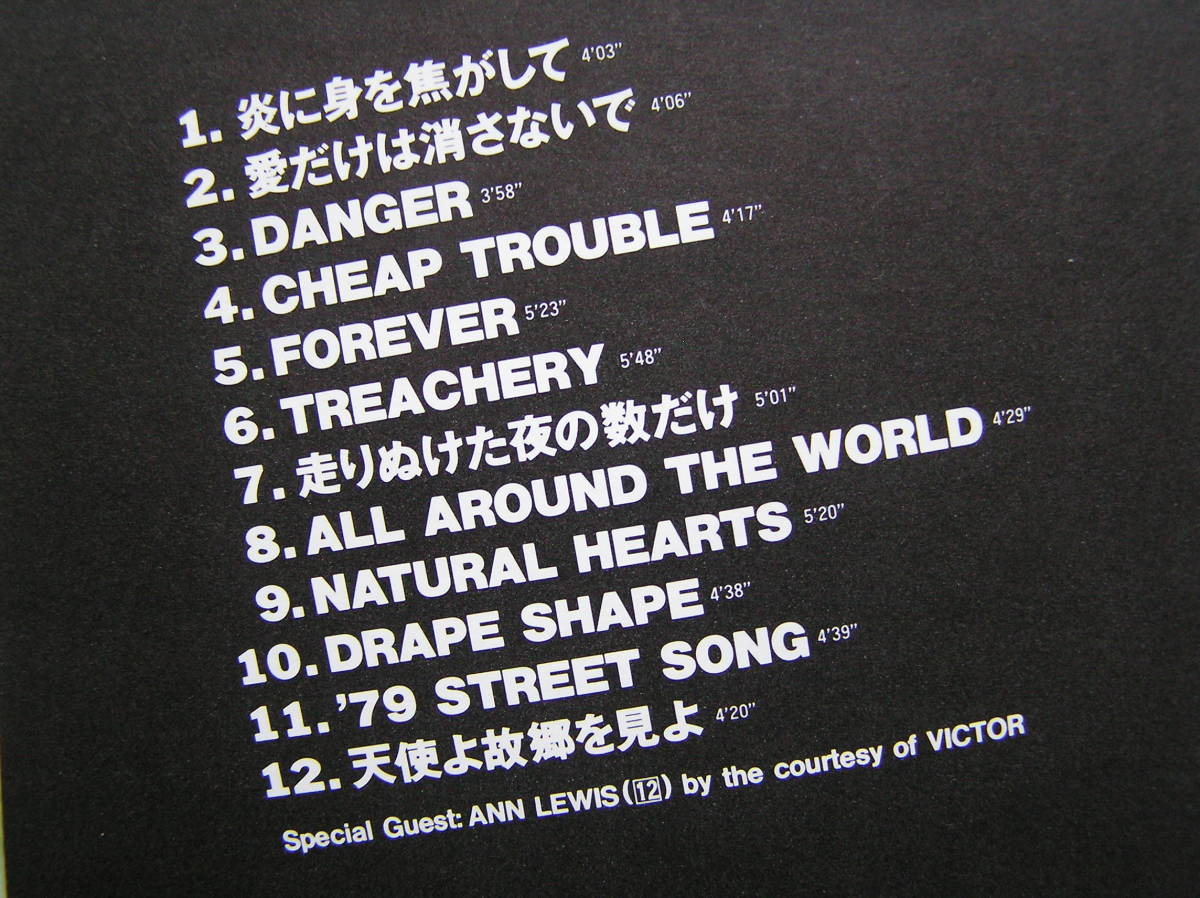 1. 炎に身を焦がして 4'03"
2. 愛だけは消さないで 4'06"
3. DANGER 3'58"
4. CHEAP TROUBLE 4'17"
5. FOREVER 5'23"
6. TREACHERY 5'48"
7. 走りぬけた夜の数だけ 5'01"
8. ALL AROUND THE WORLD 4'29"
9. NATURAL HEARTS 5'20"
10. DRAPE SHAPE 4'38"
11. '79 STREET SONG 4'39"
12. 天使よ故郷を見よ 4'20"
Special Guest: ANN LEWIS (12) by the courtesy of VICTOR